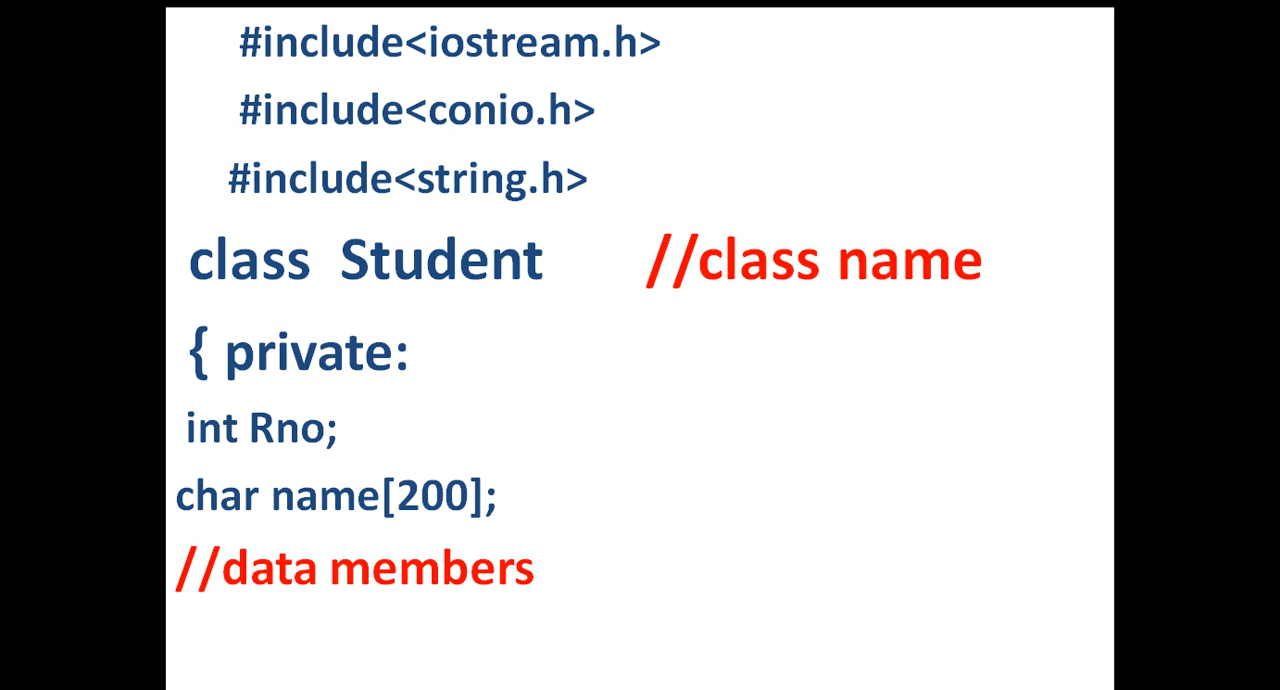 #include<iostream.h>
#include<conio.h>
#include<string.h>
class Student //class name
{ private:
int Rno;
char name[200];
//data members